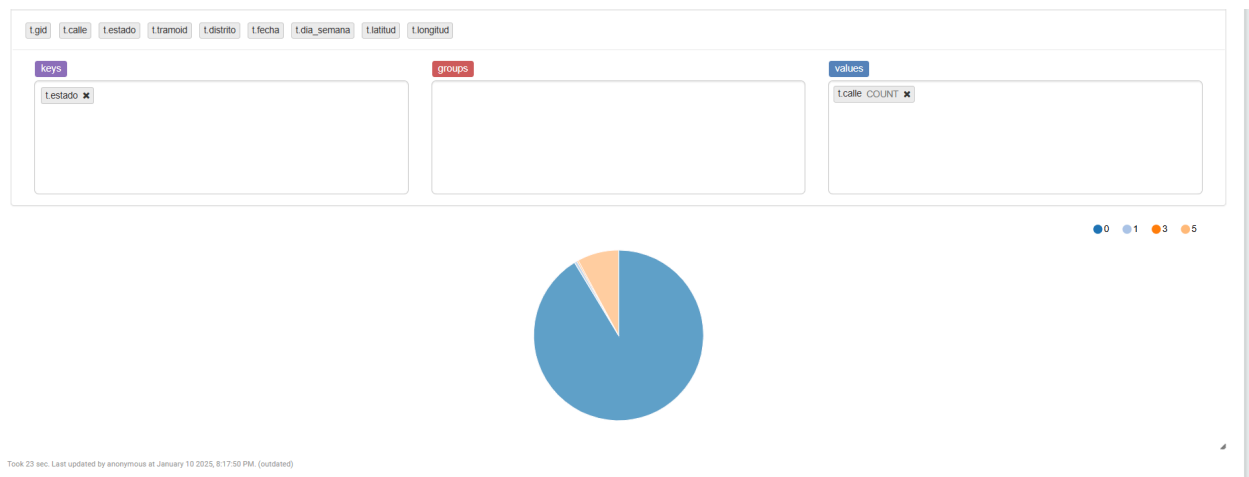 t.gid t.calle t.estado t.tramoid t.distrito t.fecha t.dia_semana t.latitud t.longitud
keys groups values
t.estado ✖ t.calle COUNT ✖
0 1 3 5
Took 23 sec. Last updated by anonymous at January 10 2025, 8:17:50 PM. (outdated)